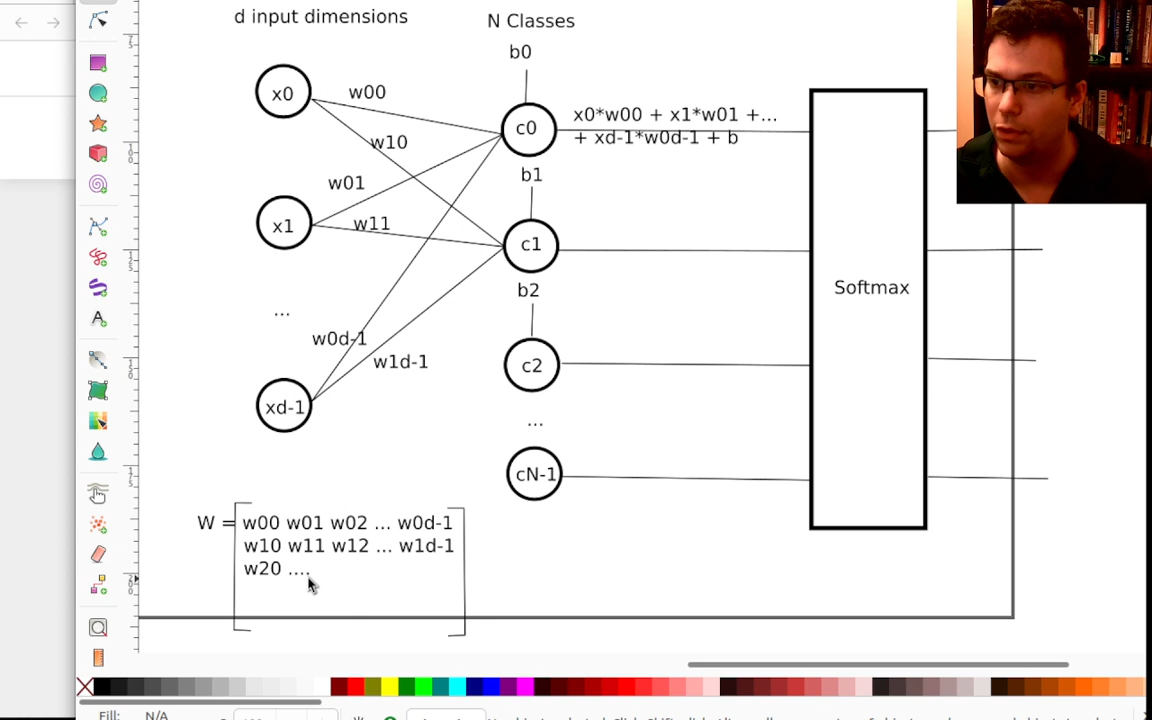 d input dimensions
N Classes
b0
x0
w00
c0
x0*w00 + x1*w01 +...
+ xd-1*w0d-1 + b
w10
b1
w01
x1
w11
c1
Softmax
b2
...
w0d-1
w1d-1
c2
xd-1
...
cN-1
W =
w00 w01 w02 ... w0d-1
w10 w11 w12 ... w1d-1
w20 ....
Fill:
N/A